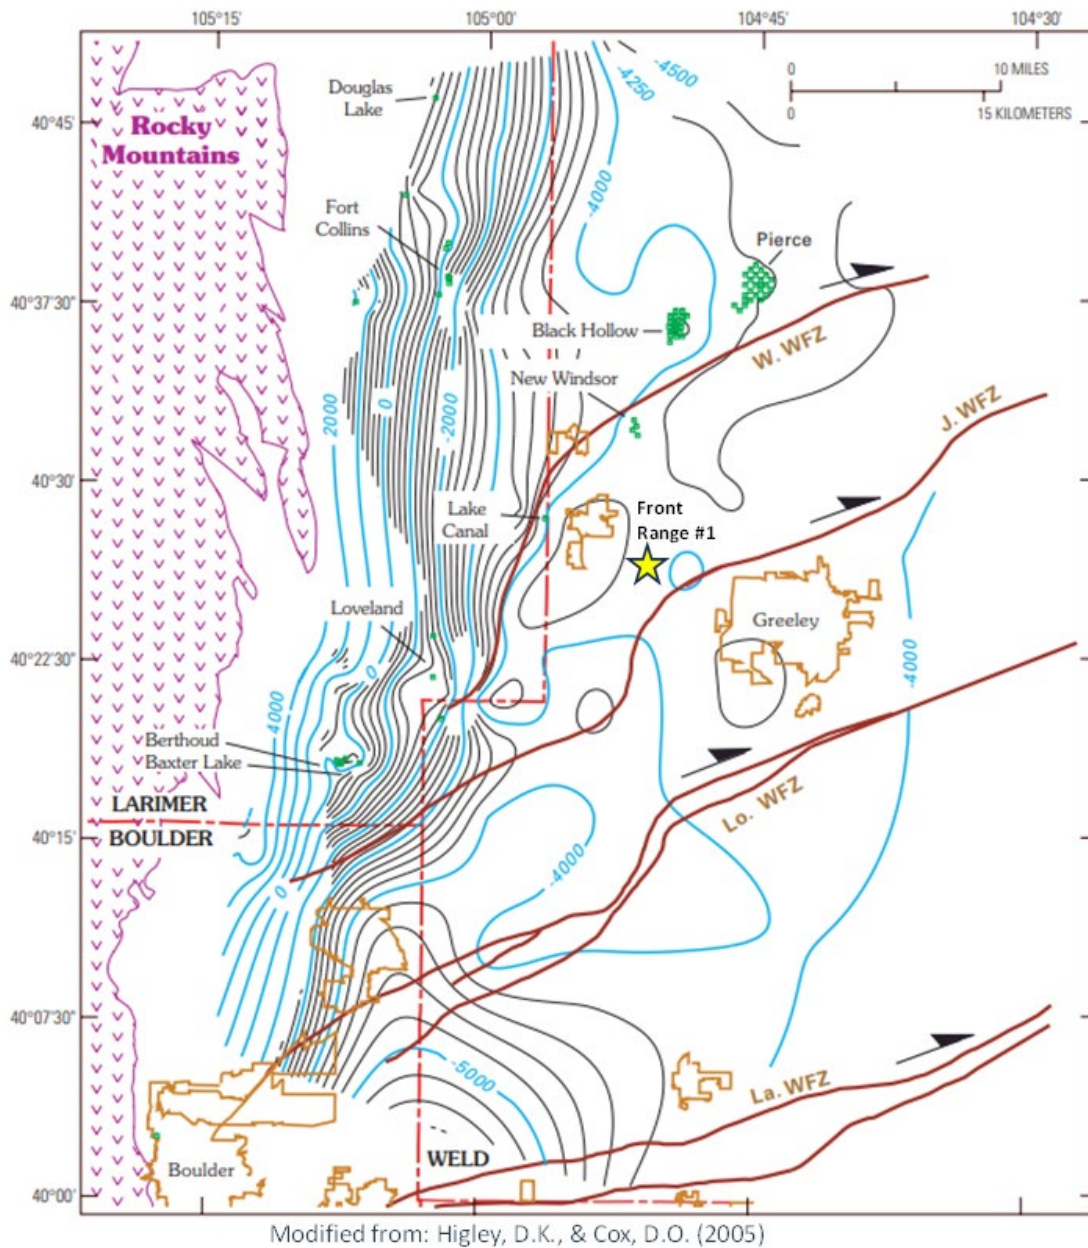 105°15'
105°00'
104°45'
104°30'
-4500
-4250
0
10 MILES
0
15 KILOMETERS
Douglas
Lake
40°45'
Rocky
Mountains
-4000
Fort
Collins
Pierce
40°37'30"
Black Hollow
W. WFZ
New Windsor
2000
0
-2000
J. WFZ
40°30'
Lake
Canal
Front
Range #1
Loveland
Greeley
40°22'30"
0
-4000
4000
Berthoud
Baxter Lake
LARIMER
Lo. WFZ
40°15'
BOULDER
-4000
0
40°07'30"
-5000
La. WFZ
WELD
Boulder
40°00'
Modified from: Higley, D.K., & Cox, D.O. (2005)